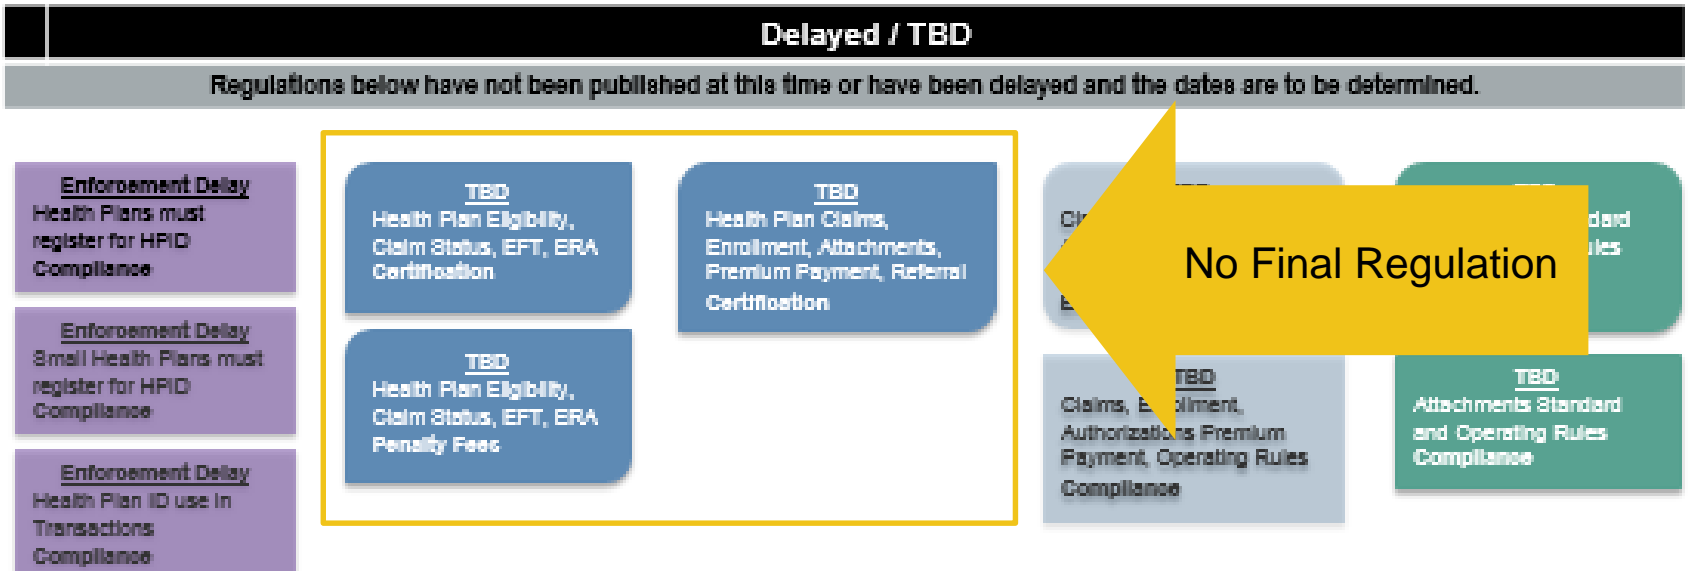 Delayed / TBD
Regulations below have not been published at this time or have been delayed and the dates are to be determined.
Enforcement Delay
Health Plans must
register for HPID
Compliance
Enforcement Delay
Small Health Plans must
register for HPID
Compliance
Enforcement Delay
Health Plan ID use in
Transactions
Compliance
TBD
Health Plan Eligibility,
Claim Status, EFT, ERA
Certification
TBD
Health Plan Eligibility,
Claim Status, EFT, ERA
Penalty Fees
TBD
Health Plan Claims,
Enrollment, Attachments,
Premium Payment, Referral
Certification
No Final Regulation
TBD
Claims, Enrollment,
Authorizations Premium
Payment, Operating Rules
Compliance
TBD
Attachments Standard
and Operating Rules
Compliance